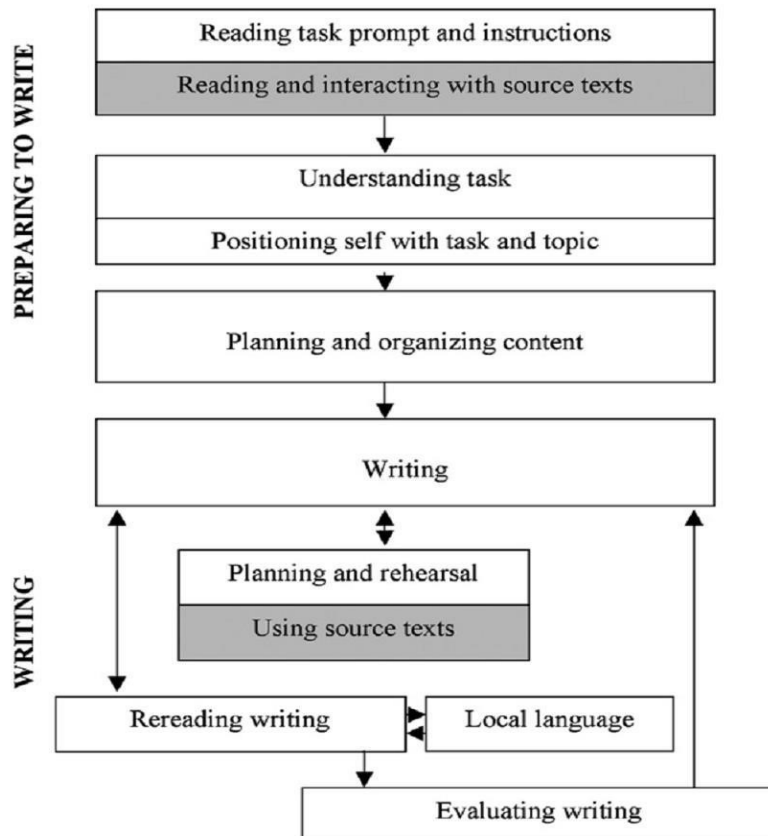 PREPARING TO WRITE
Reading task prompt and instructions
Reading and interacting with source texts
Understanding task
Positioning self with task and topic
Planning and organizing content
WRITING
Writing
Planning and rehearsal
Using source texts
Rereading writing
Local language
Evaluating writing